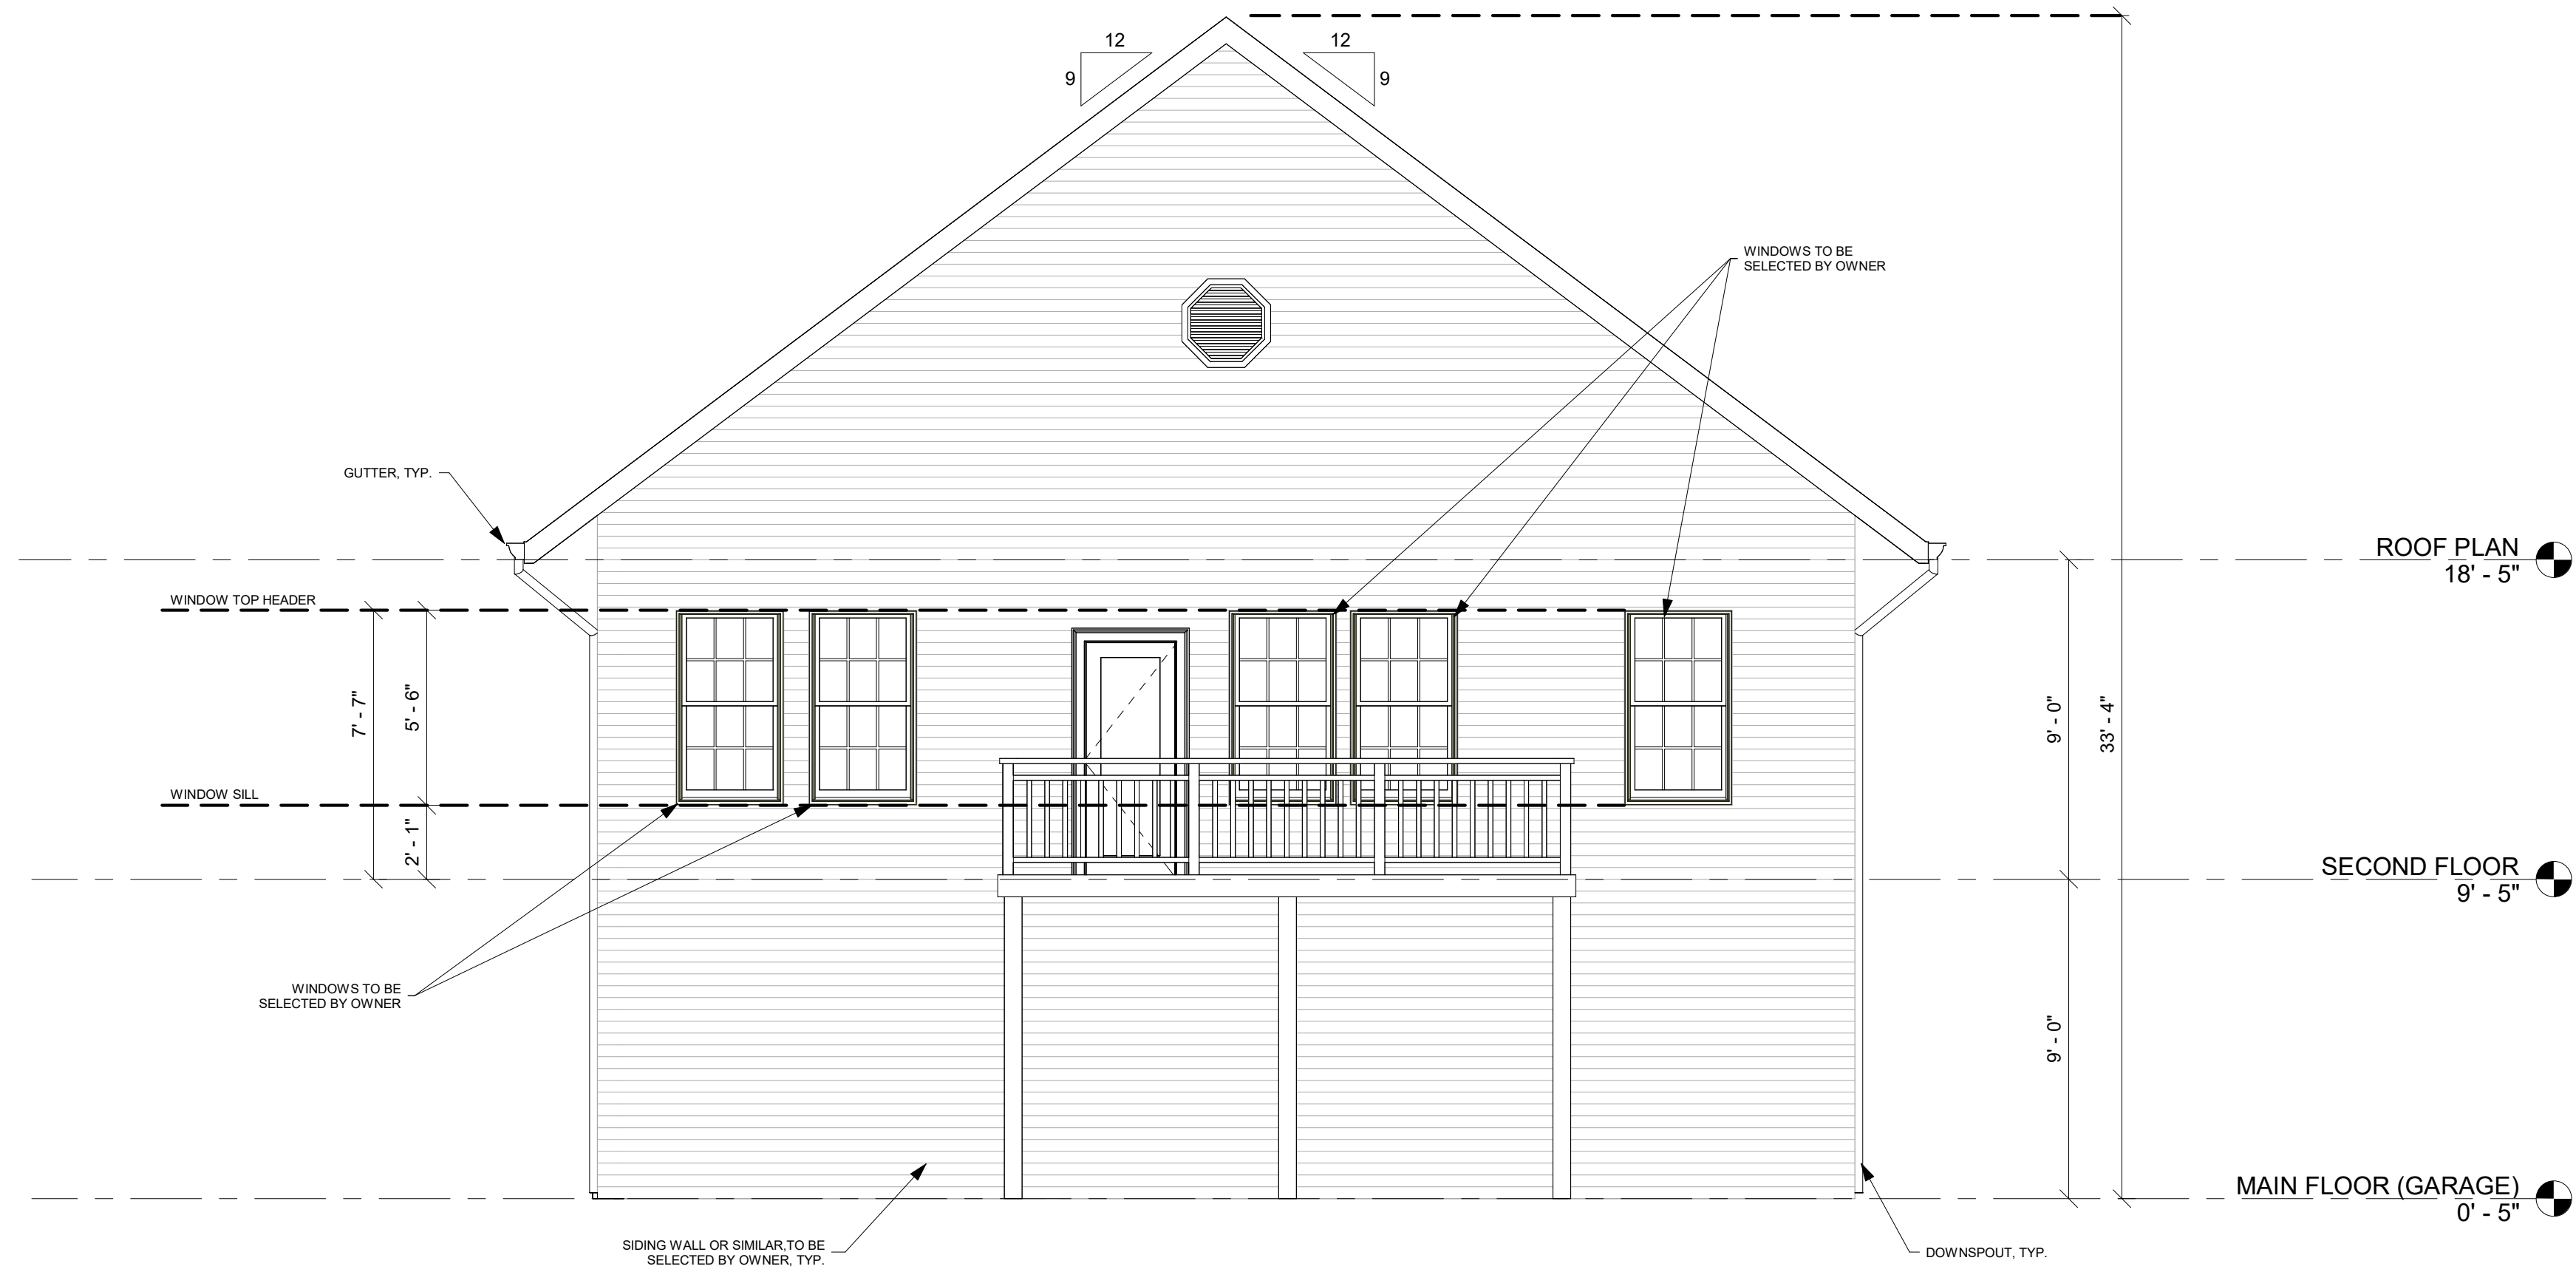 12
9
12
9
WINDOWS TO BE
SELECTED BY OWNER
GUTTER, TYP.
ROOF PLAN
18' - 5"
WINDOW TOP HEADER
7' - 7"
5' - 6"
9' - 0"
33' - 4"
WINDOW SILL
2' - 1"
SECOND FLOOR
9' - 5"
WINDOWS TO BE
SELECTED BY OWNER
9' - 0"
MAIN FLOOR (GARAGE)
0' - 5"
SIDING WALL OR SIMILAR,TO BE
SELECTED BY OWNER, TYP.
DOWNSPOUT, TYP.